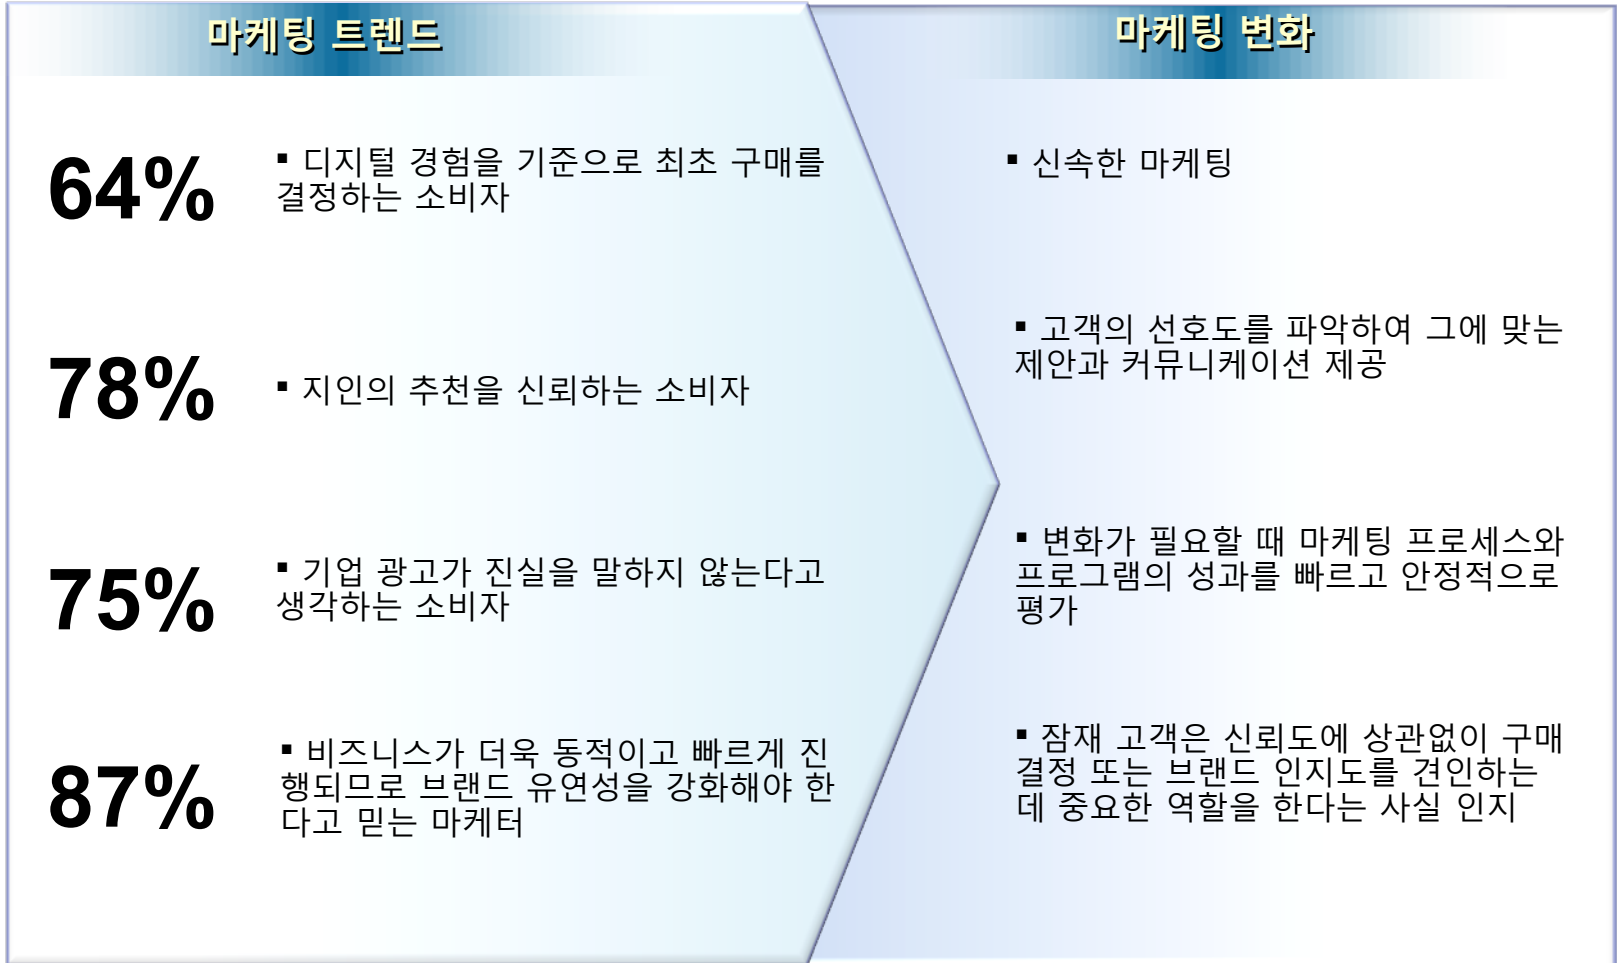 마케팅 트렌드
마케팅 변화
64%
▪ 디지털 경험을 기준으로 최초 구매를
결정하는 소비자
▪ 신속한 마케팅
78%
▪ 지인의 추천을 신뢰하는 소비자
▪ 고객의 선호도를 파악하여 그에 맞는
제안과 커뮤니케이션 제공
75%
▪ 기업 광고가 진실을 말하지 않는다고
생각하는 소비자
▪ 변화가 필요할 때 마케팅 프로세스와
프로그램의 성과를 빠르고 안정적으로
평가
87%
▪ 비즈니스가 더욱 동적이고 빠르게 진
행되므로 브랜드 유연성을 강화해야 한
다고 믿는 마케터
▪ 잠재 고객은 신뢰도에 상관없이 구매
결정 또는 브랜드 인지도를 견인하는
데 중요한 역할을 한다는 사실 인지